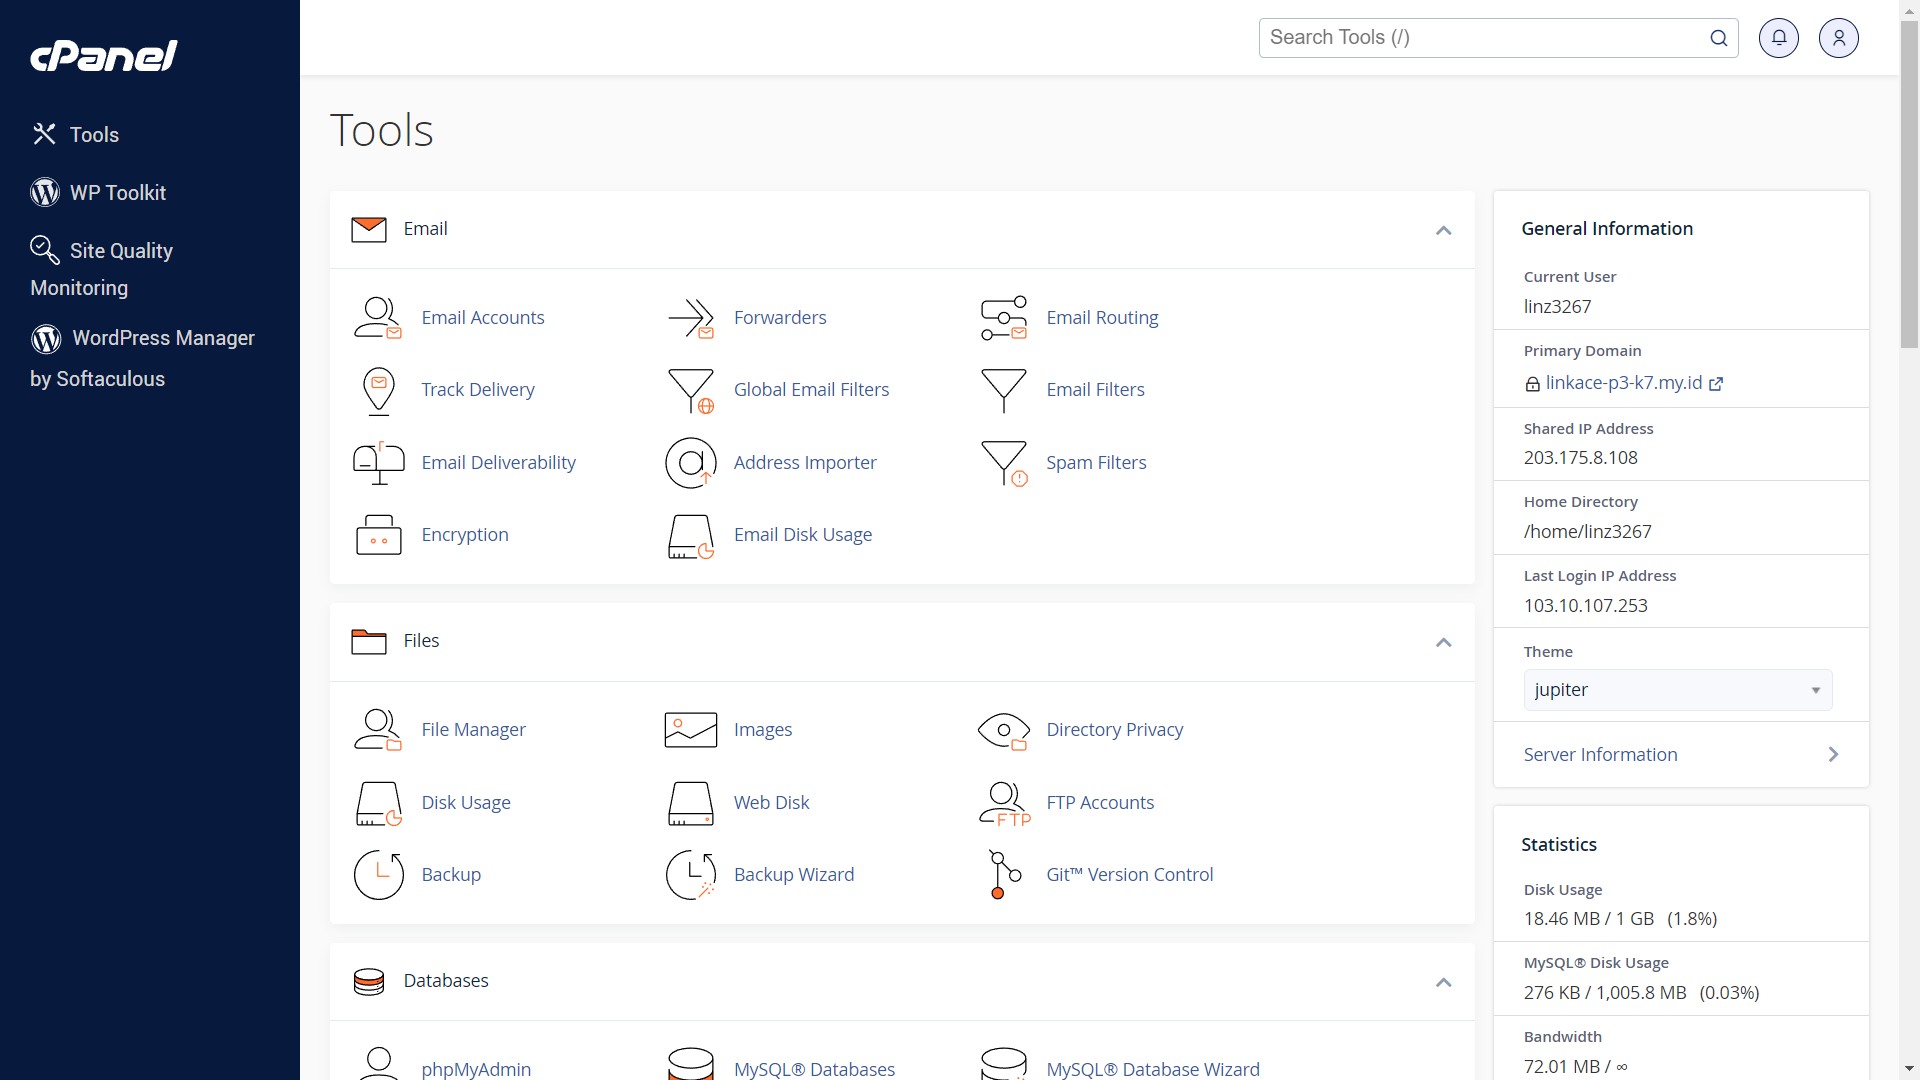 cPanel
Tools
WP Toolkit
Site Quality
Monitoring
WordPress Manager
by Softaculous
Search Tools (/)
Tools
Email
Email Accounts
Forwarders
Email Routing
Track Delivery
Global Email Filters
Email Filters
Email Deliverability
Address Importer
Spam Filters
Encryption
Email Disk Usage
Files
File Manager
Images
Directory Privacy
Disk Usage
Web Disk
FTP
FTP Accounts
Backup
Backup Wizard
Git™ Version Control
Databases
phpMyAdmin
MySQL® Databases
MySQL® Database Wizard
General Information
Current User
linz3267
Primary Domain
linkace-p3-k7.my.id
Shared IP Address
203.175.8.108
Home Directory
/home/linz3267
Last Login IP Address
103.10.107.253
Theme
jupiter
Server Information
Statistics
Disk Usage
18.46 MB / 1 GB (1.8%)
MySQL® Disk Usage
276 KB / 1,005.8 MB (0.03%)
Bandwidth
72.01 MB / ∞